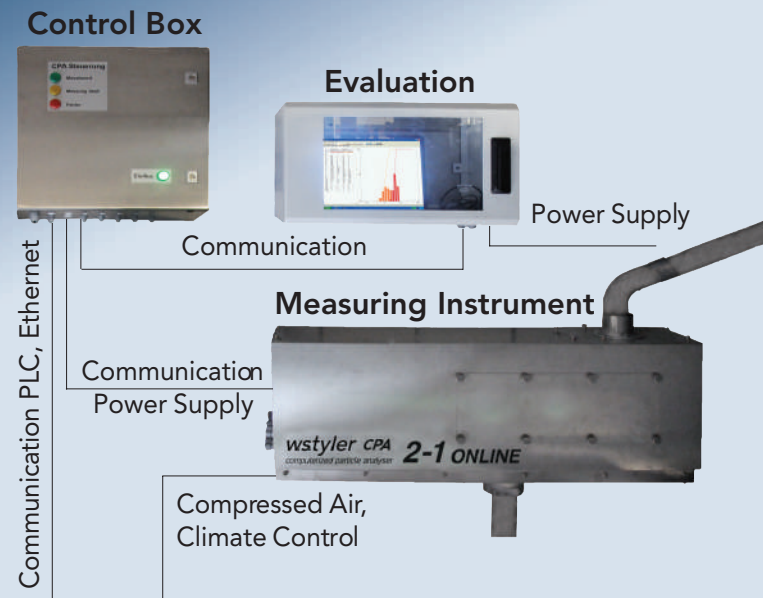 Control Box
CPA Steuerung
Messbereit
Störung
Evaluation
Power Supply
Communication
Communication PLC, Ethernet
Measuring Instrument
Communication
Power Supply
wstyler CPA 2-1 ONLINE
computerized particle analyser
Compressed Air,
Climate Control